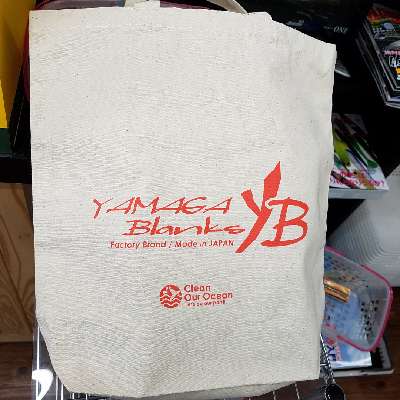 YAMAGA
Blanks
YB
Factory Brand / Made in JAPAN
Clean
Our Ocean